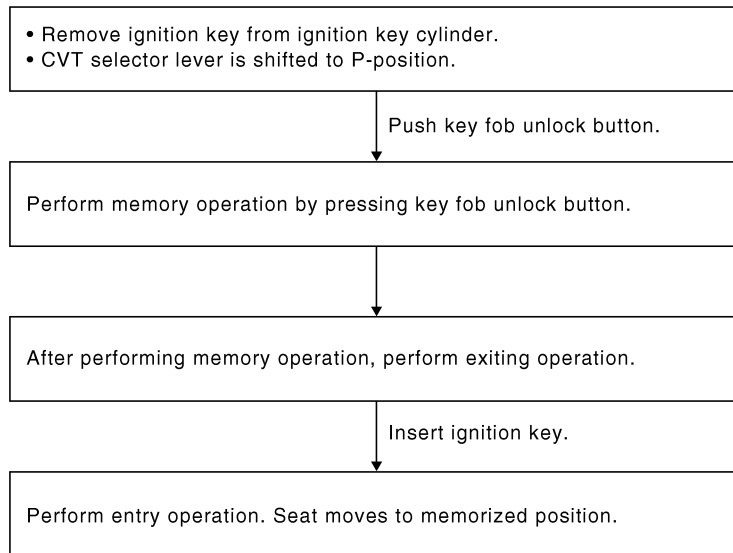 • Remove ignition key from ignition key cylinder.
• CVT selector lever is shifted to P-position.
Push key fob unlock button.
Perform memory operation by pressing key fob unlock button.
After performing memory operation, perform exiting operation.
Insert ignition key.
Perform entry operation. Seat moves to memorized position.